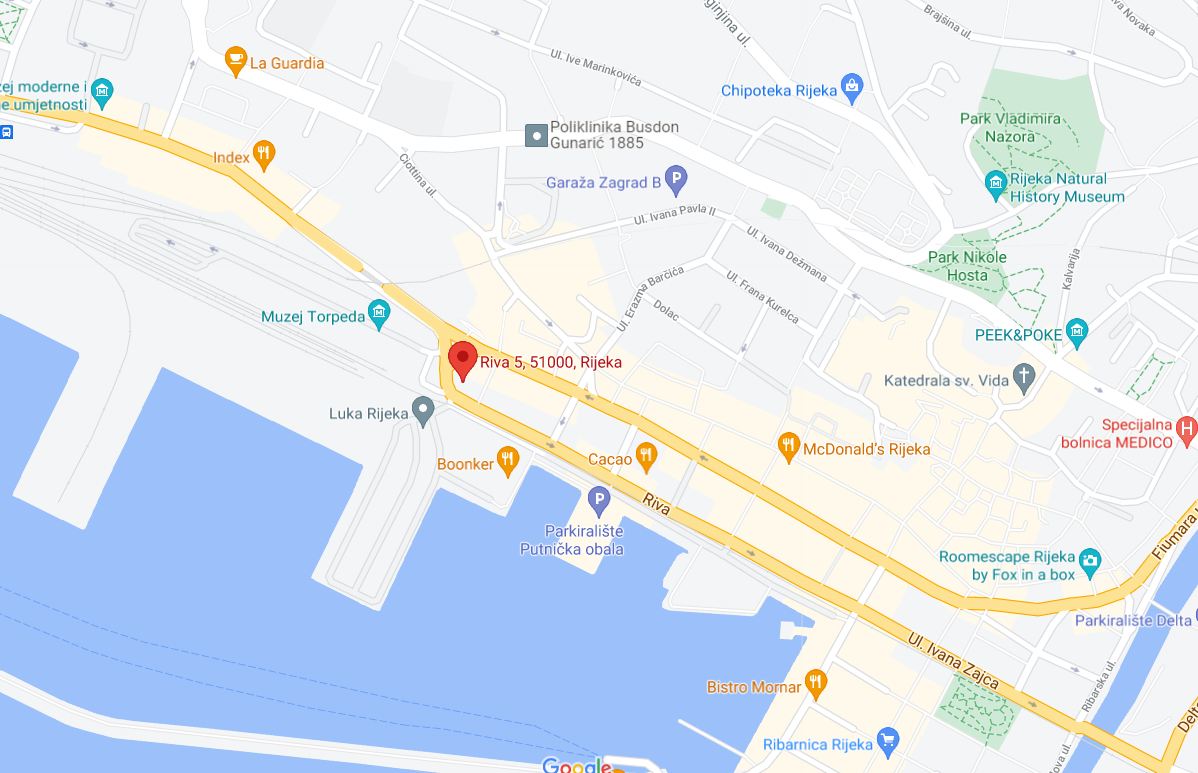 ginjina ul.
Brajšina ul.
va Novaka
La Guardia
Ul. Ive Marinkovića
zej moderne i
e umjetnosti
Chipoteka Rijeka
Park Vladimira
Nazora
Poliklinika Busdon
Gunarić 1885
Index
Ciottina ul.
Garaža Zagrad B
P
Rijeka Natural
History Museum
Ul. Ivana Pavla II
Ul. Ivana Dežmana
Park Nikole
Hosta
Kalvarija
Ul. Erazma Barčića
Ul. Frana Kurelca
Dolac
Muzej Torpeda
PEEK&POKE
Riva 5, 51000, Rijeka
Katedrala sv. Vida
Luka Rijeka
Specijalna
bolnica MEDICO
H
Boonker
Cacao
McDonald's Rijeka
Riva
P
Parkiralište
Putnička obala
Fiumara u
Roomescape Rijeka
by Fox in a box
Parkiralište Delta
Ul. Ivana Zajca
Ribarska ul.
Bistro Mornar
Ribarnica Rijeka
ova ul.
Delta
Google